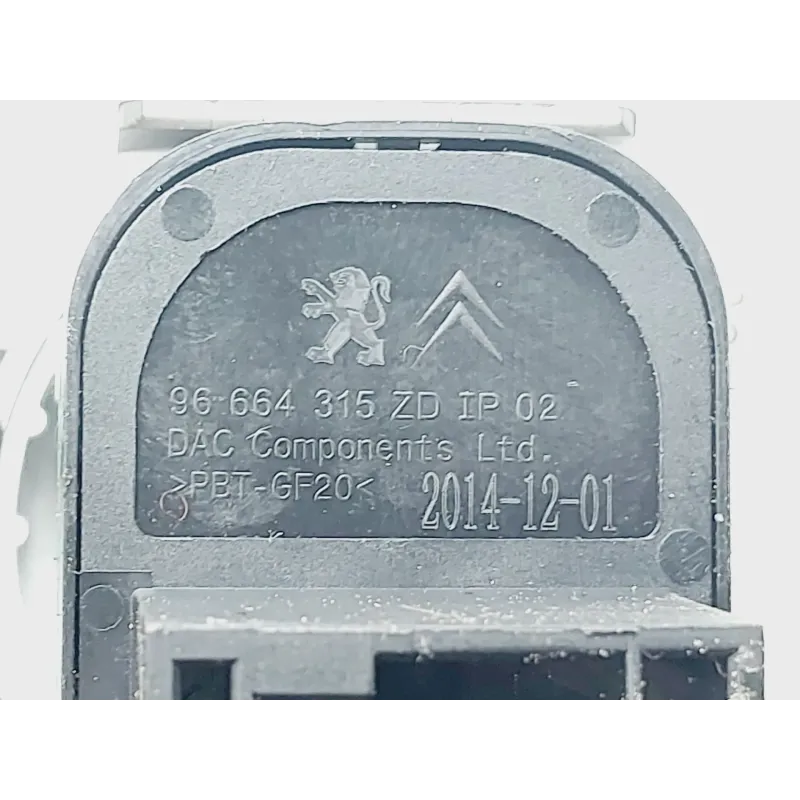 96 664 315 ZD IP 02
DAC Components Ltd.
>PBT-GF20< 2014-12-01